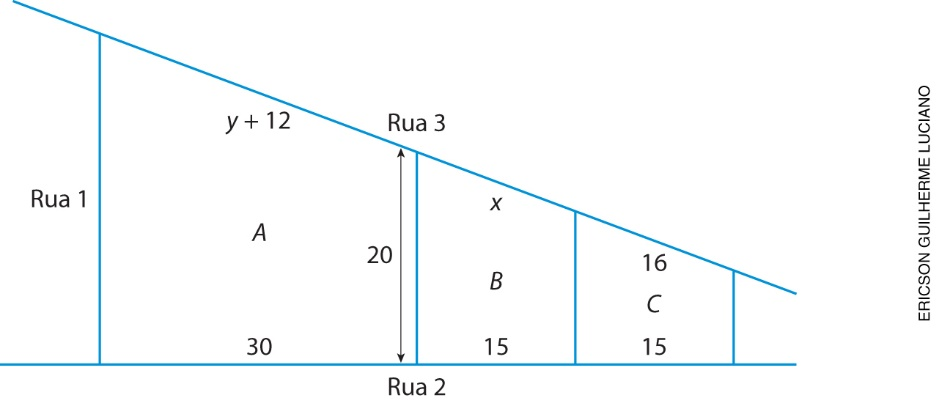 y + 12
Rua 3
Rua 1
x
A
20
16
B
C
30
15
15
Rua 2
ERICSON GUILHERME LUCIANO